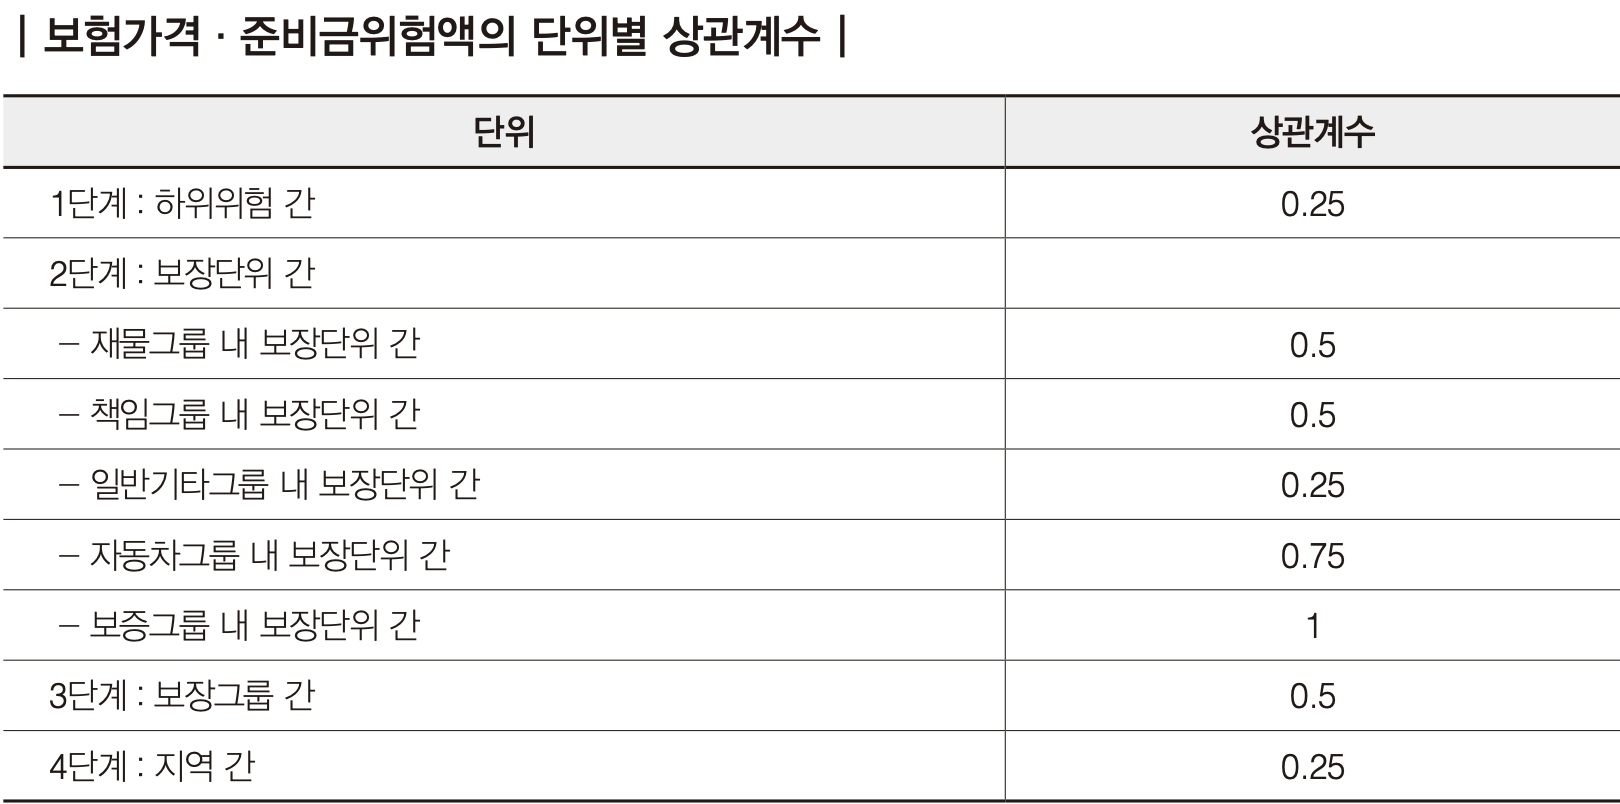 | 보험가격 · 준비금위험액의 단위별 상관계수 |
단위 상관계수
1단계 : 하위위험 간 0.25
2단계 : 보장단위 간
– 재물그룹 내 보장단위 간 0.5
– 책임그룹 내 보장단위 간 0.5
– 일반기타그룹 내 보장단위 간 0.25
– 자동차그룹 내 보장단위 간 0.75
– 보증그룹 내 보장단위 간 1
3단계 : 보장그룹 간 0.5
4단계 : 지역 간 0.25